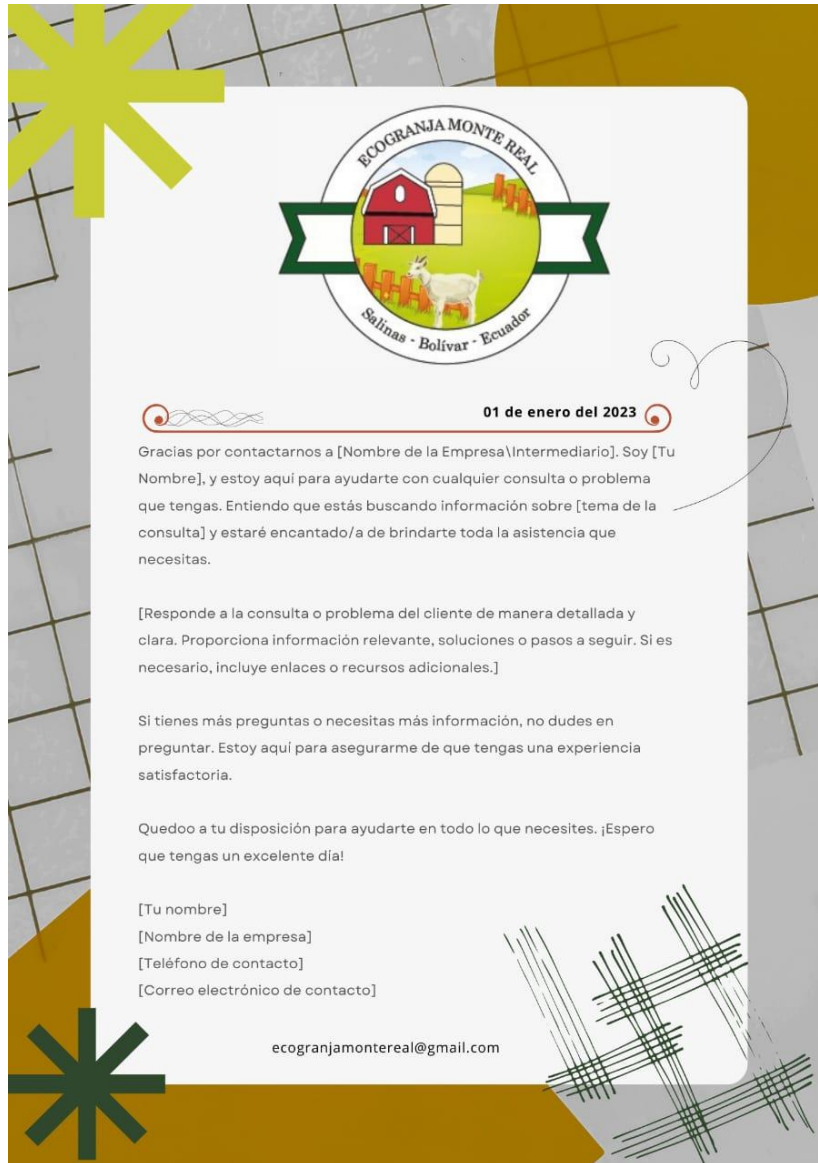 ECOGRANJA MONTE REAL
Salinas - Bolívar - Ecuador
01 de enero del 2023
Gracias por contactarnos a [Nombre de la Empresa\Intermediario]. Soy [Tu
Nombre], y estoy aquí para ayudarte con cualquier consulta o problema
que tengas. Entiendo que estás buscando información sobre [tema de la
consulta] y estaré encantado/a de brindarte toda la asistencia que
necesitas.
[Responde a la consulta o problema del cliente de manera detallada y
clara. Proporciona información relevante, soluciones o pasos a seguir. Si es
necesario, incluye enlaces o recursos adicionales.]
Si tienes más preguntas o necesitas más información, no dudes en
preguntar. Estoy aquí para asegurarme de que tengas una experiencia
satisfactoria.
Quedoo a tu disposición para ayudarte en todo lo que necesites. ¡Espero
que tengas un excelente día!
[Tu nombre]
[Nombre de la empresa]
[Teléfono de contacto]
[Correo electrónico de contacto]
ecogranjamontereal@gmail.com